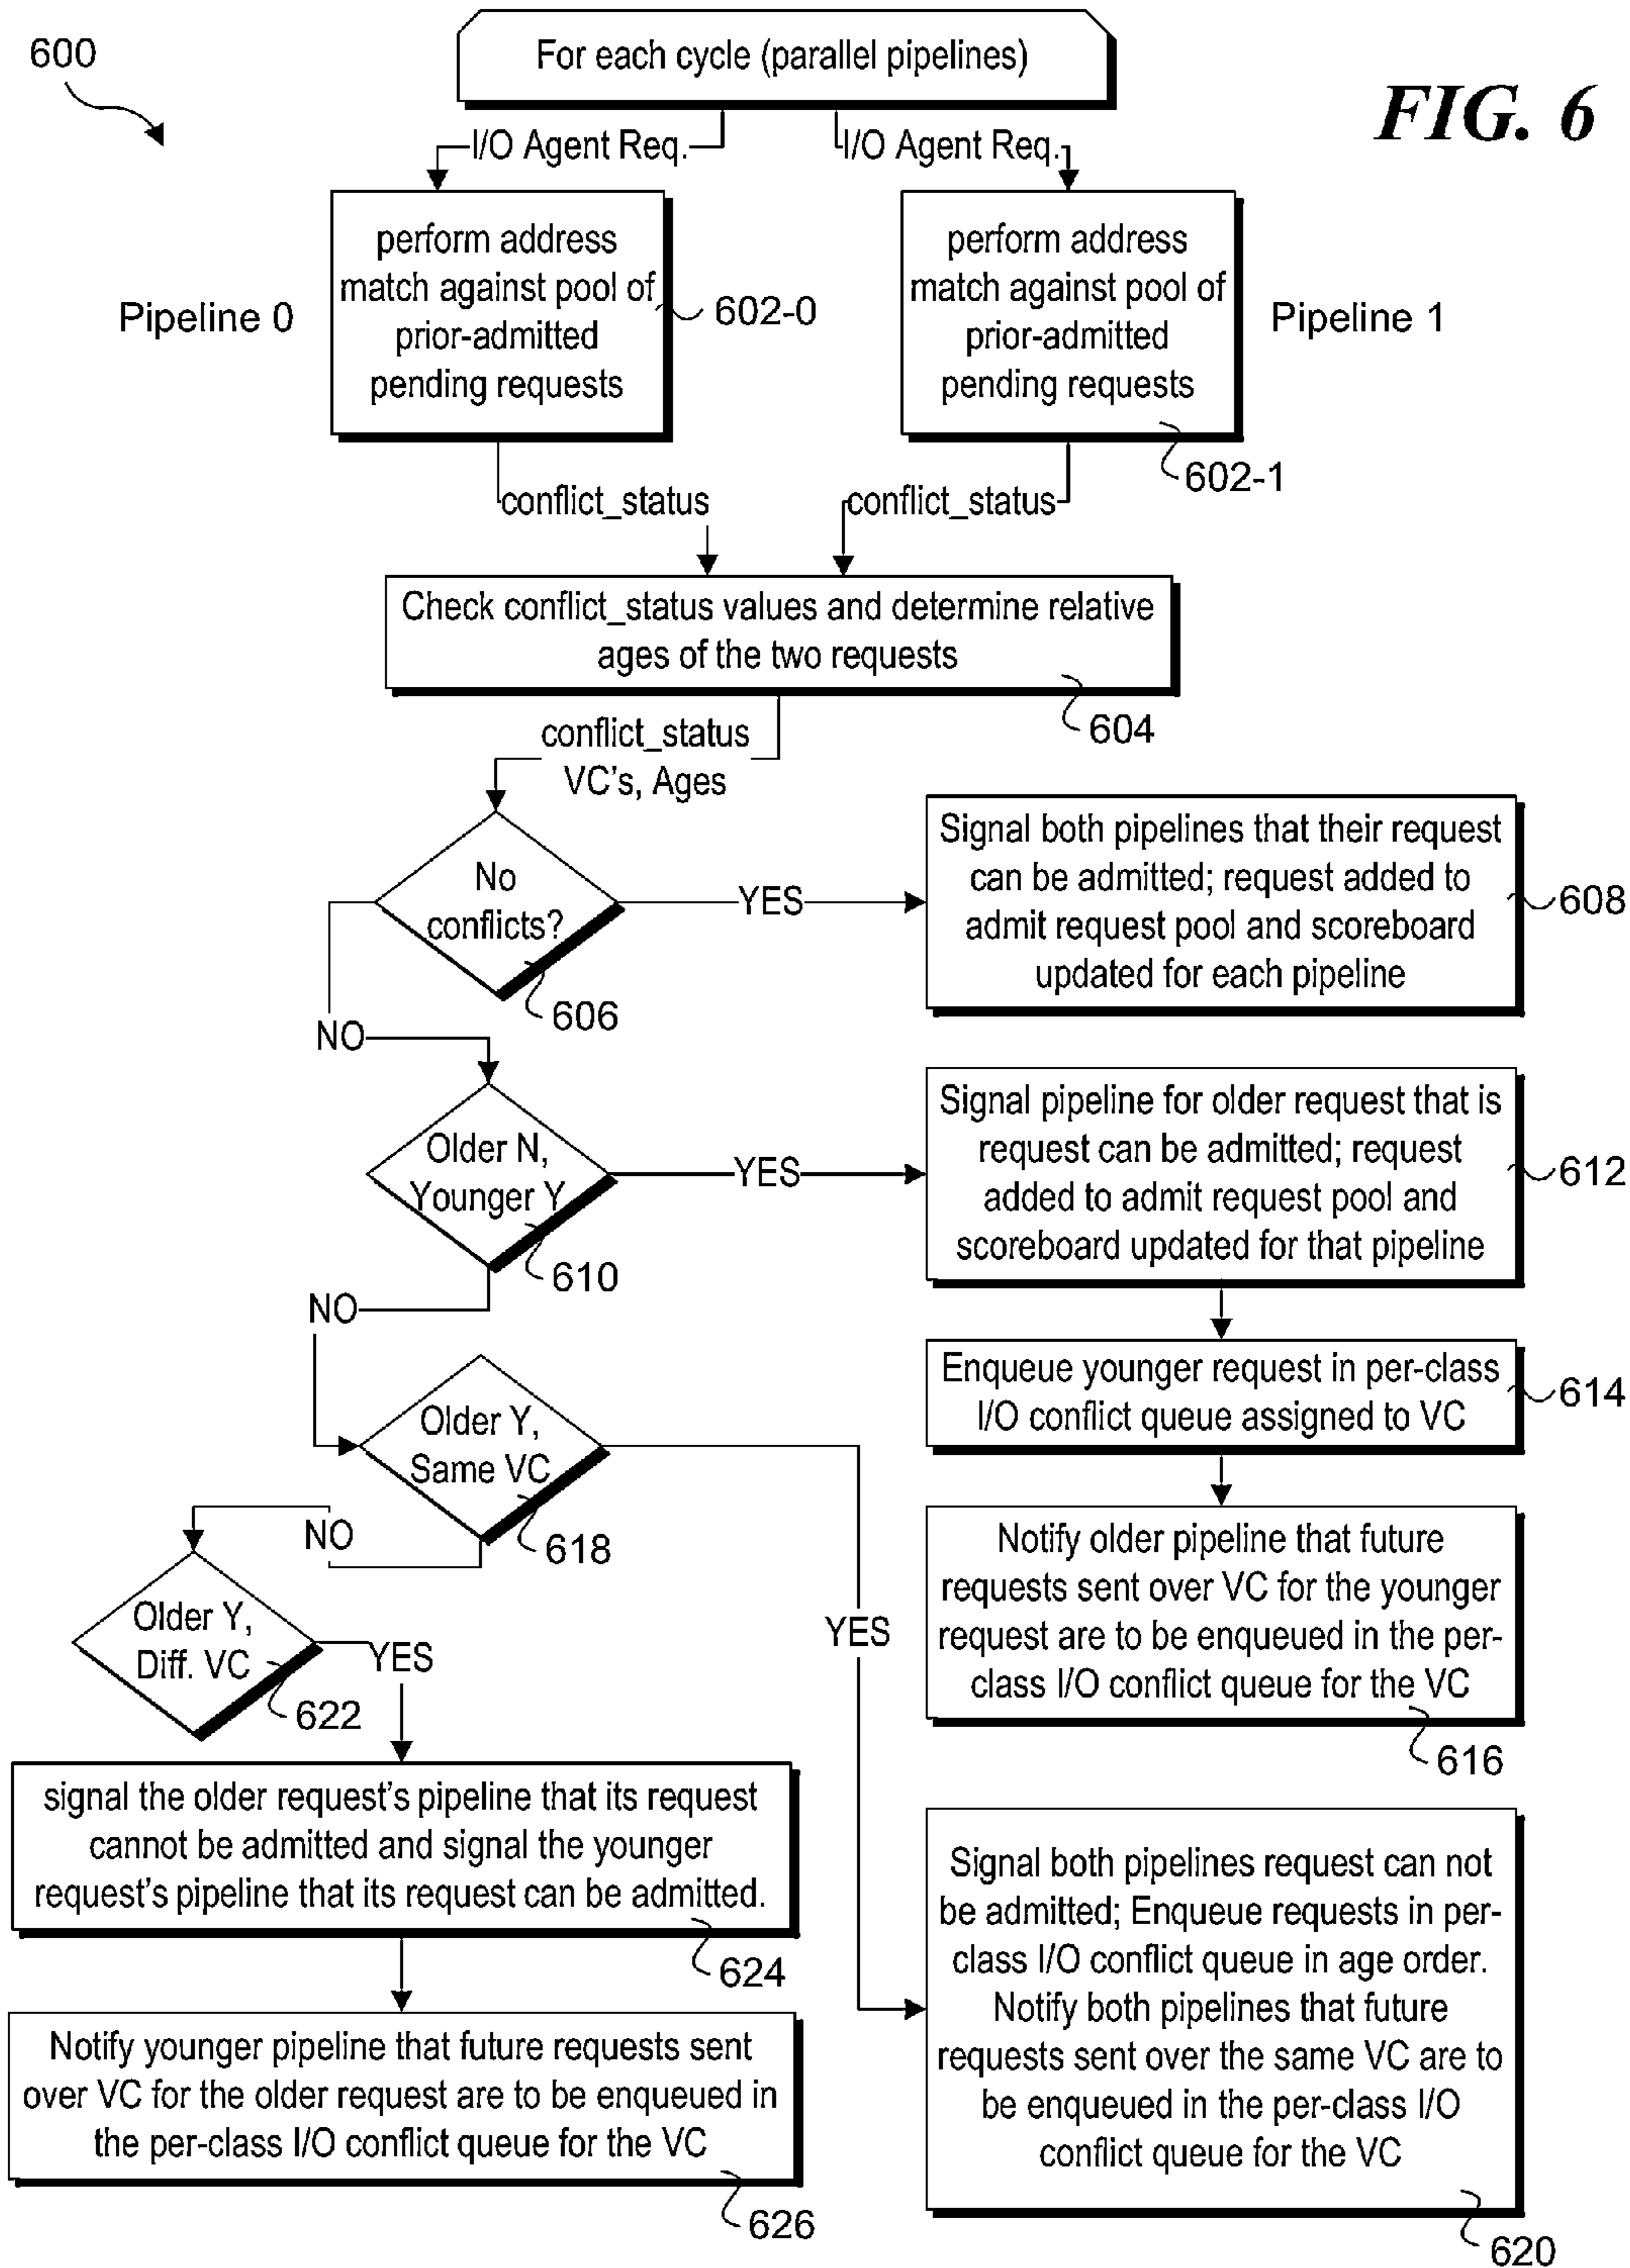 600
For each cycle (parallel pipelines)
FIG. 6
I/O Agent Req.
I/O Agent Req.
Pipeline 0
perform address
match against pool of
prior-admitted
pending requests
602-0
perform address
match against pool of
prior-admitted
pending requests
Pipeline 1
602-1
conflict_status
conflict_status
Check conflict_status values and determine relative
ages of the two requests
604
conflict_status
VC's, Ages
No
conflicts?
606
YES
Signal both pipelines that their request
can be admitted; request added to
admit request pool and scoreboard
updated for each pipeline
608
NO
Older N,
Younger Y
610
YES
Signal pipeline for older request that is
request can be admitted; request
added to admit request pool and
scoreboard updated for that pipeline
612
NO
Enqueue younger request in per-class
I/O conflict queue assigned to VC
614
Older Y,
Same VC
618
NO
YES
Notify older pipeline that future
requests sent over VC for the younger
request are to be enqueued in the per-
class I/O conflict queue for the VC
616
Older Y,
Diff. VC
622
YES
signal the older request's pipeline that its request
cannot be admitted and signal the younger
request's pipeline that its request can be admitted.
624
Notify younger pipeline that future requests sent
over VC for the older request are to be enqueued in
the per-class I/O conflict queue for the VC
626
Signal both pipelines request can not
be admitted; Enqueue requests in per-
class I/O conflict queue in age order.
Notify both pipelines that future
requests sent over the same VC are to
be enqueued in the per-class I/O
conflict queue for the VC
620